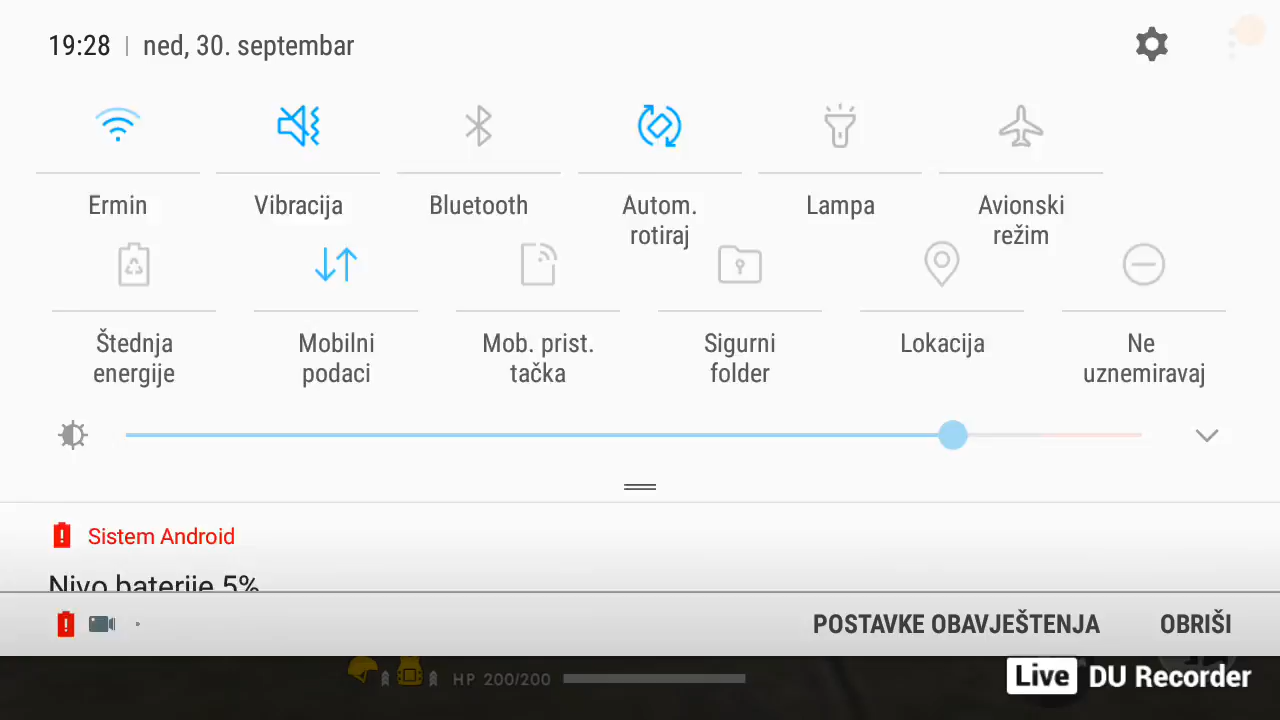 19:28 | ned, 30. septembar
Ermin
Vibracija
Bluetooth
Autom.
rotiraj
Lampa
Avionski
režim
Štednja
energije
Mobilni
podaci
Mob. prist.
tačka
Sigurni
folder
Lokacija
Ne
uznemiravaj
Sistem Android
Nivo baterije 5%
POSTAVKE OBAVJEŠTENJA
OBRIŠI
HP 200/200
Live DU Recorder